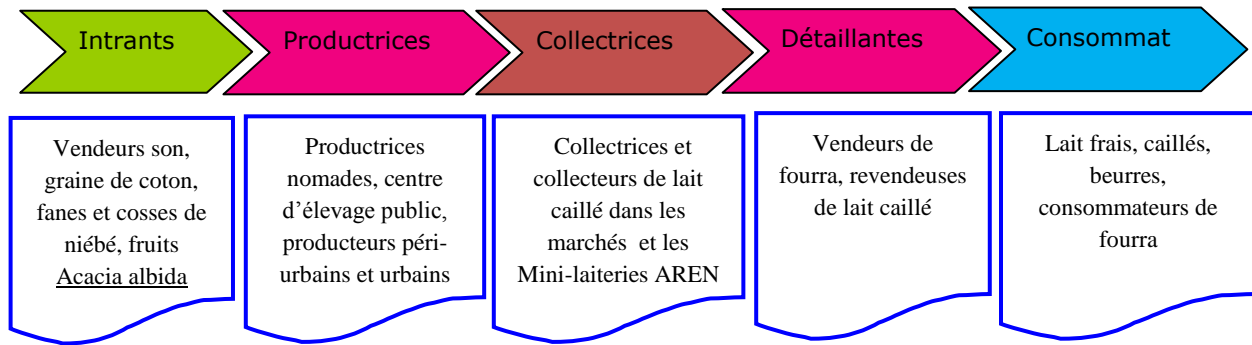 Intrants
Productrices
Collectrices
Détaillantes
Consommat
Vendeurs son,
graine de coton,
fanes et cosses de
niébé, fruits
Acacia albida
Productrices
nomades, centre
d'élevage public,
producteurs péri-
urbains et urbains
Collectrices et
collecteurs de lait
caillé dans les
marchés et les
Mini-laiteries AREN
Vendeurs de
fourra, revendeuses
de lait caillé
Lait frais, caillés,
beurres,
consommateurs de
fourra